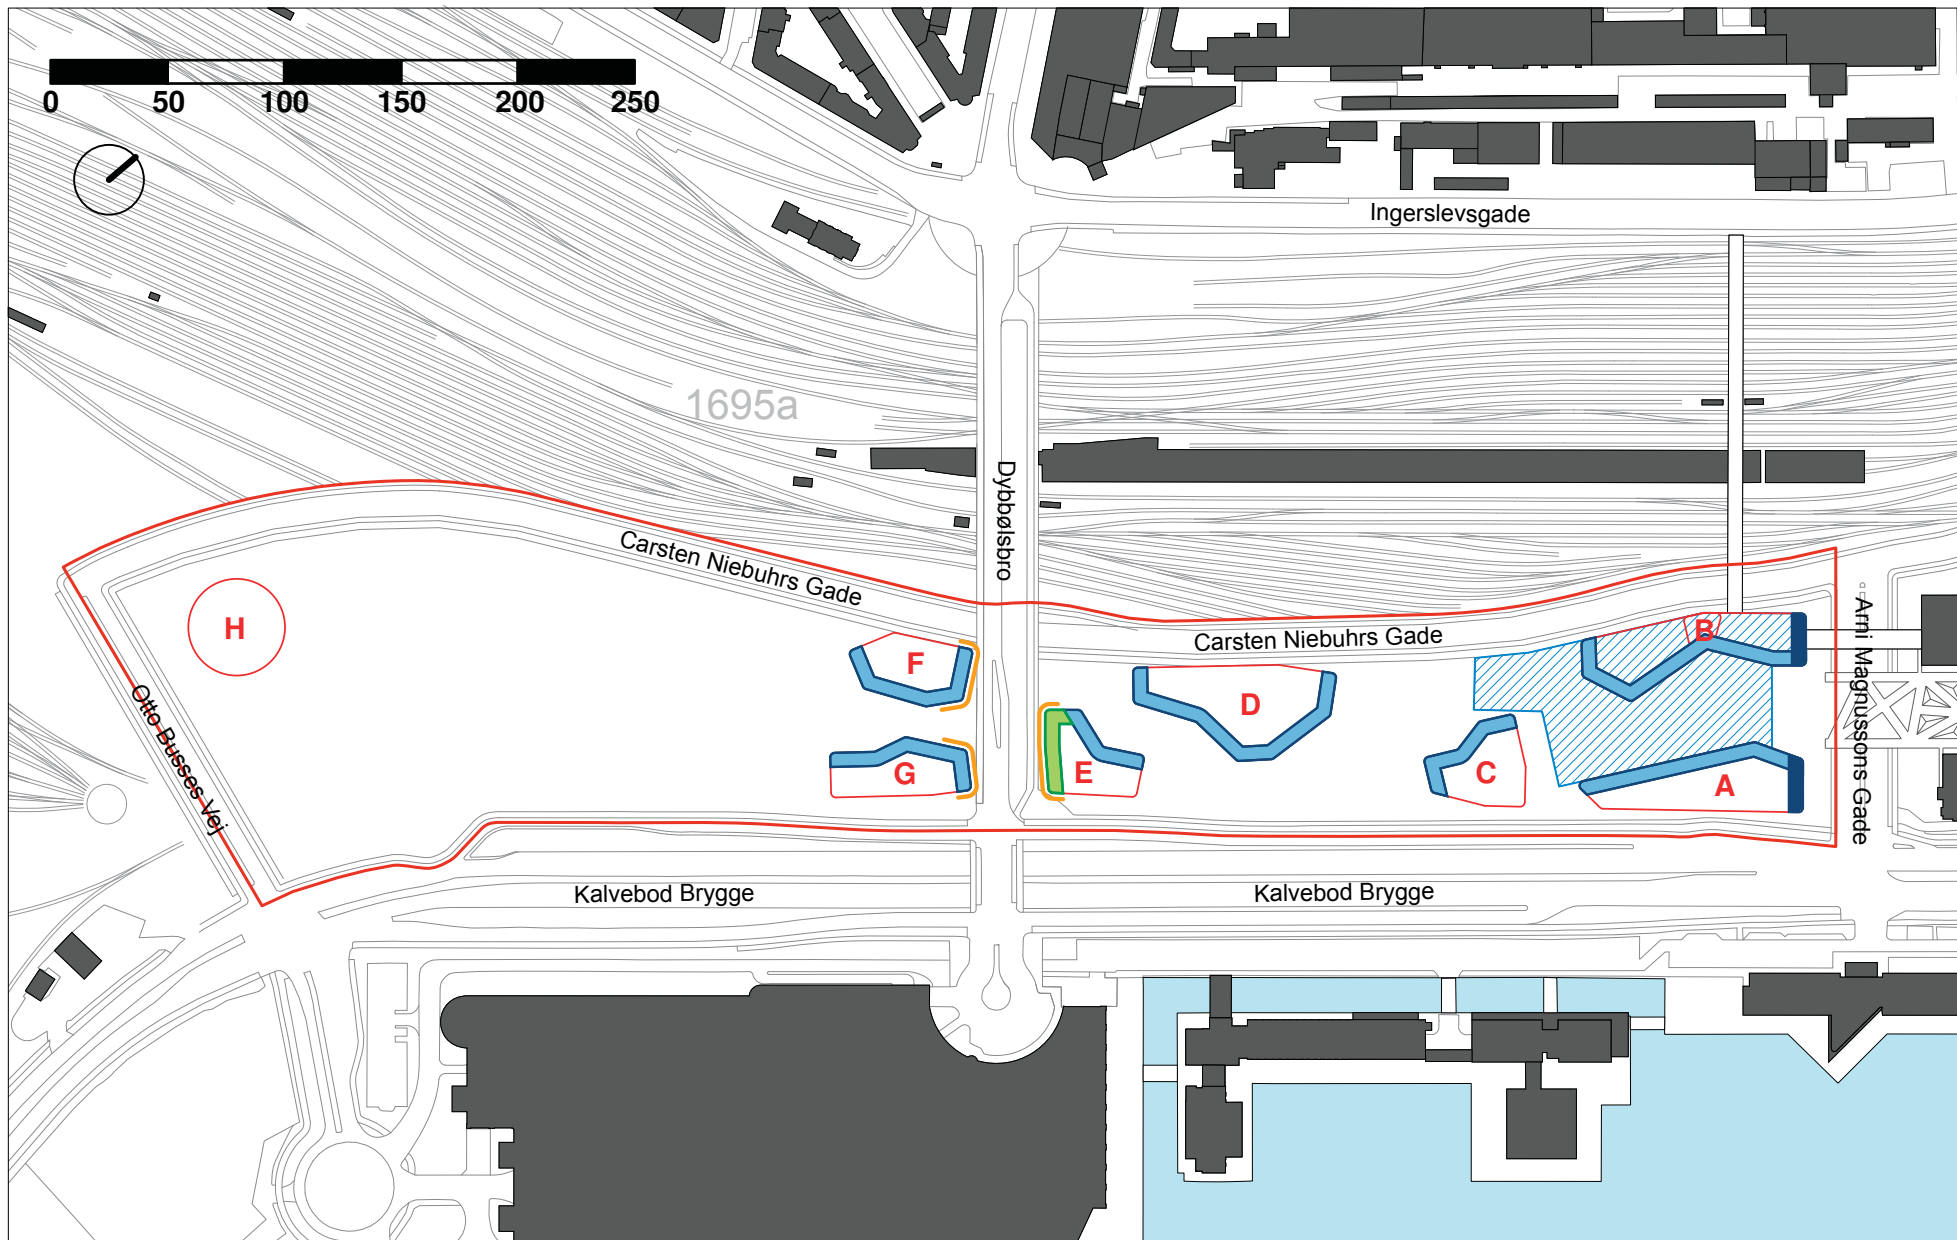 0 50 100 150 200 250
Ingerslevsgade
1695a
Dybbølsbro
Carsten Niebuhrs Gade
Carsten Niebuhrs Gade
Arni Magnussons Gade
H
F
B
D
G
E
C
A
Otto Busses Vej
Kalvebod Brygge
Kalvebod Brygge